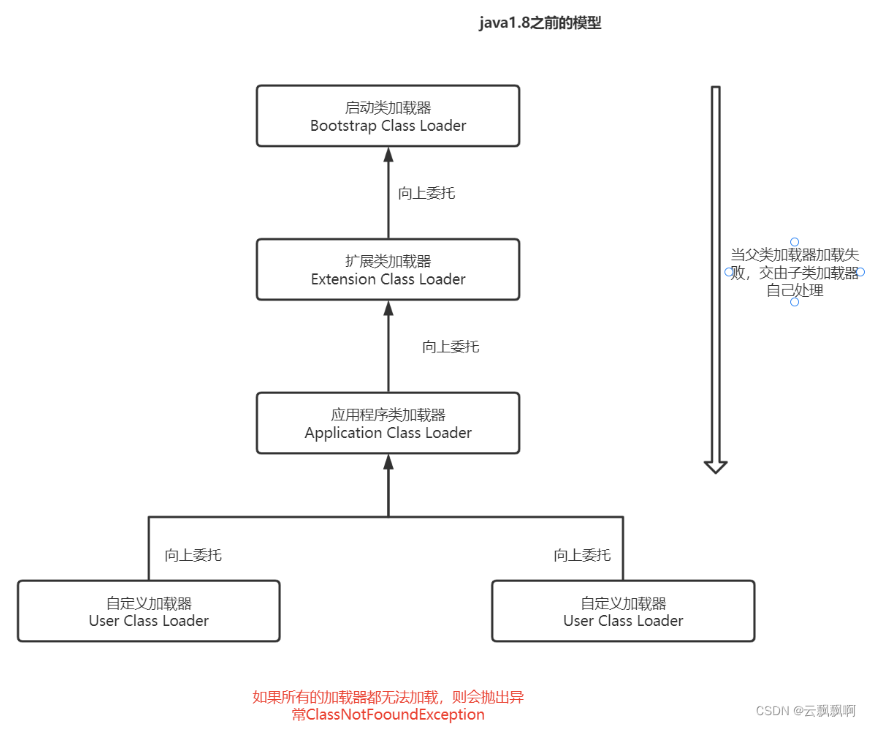 java1.8之前的模型
启动类加载器
Bootstrap Class Loader
向上委托
扩展类加载器
Extension Class Loader
当父类加载器加载失
败，交由子类加载器
自己处理
向上委托
应用程序类加载器
Application Class Loader
向上委托
向上委托
自定义加载器
User Class Loader
自定义加载器
User Class Loader
如果所有的加载器都无法加载，则会抛出异
常ClassNotFooundException
CSDN @云飘飘啊